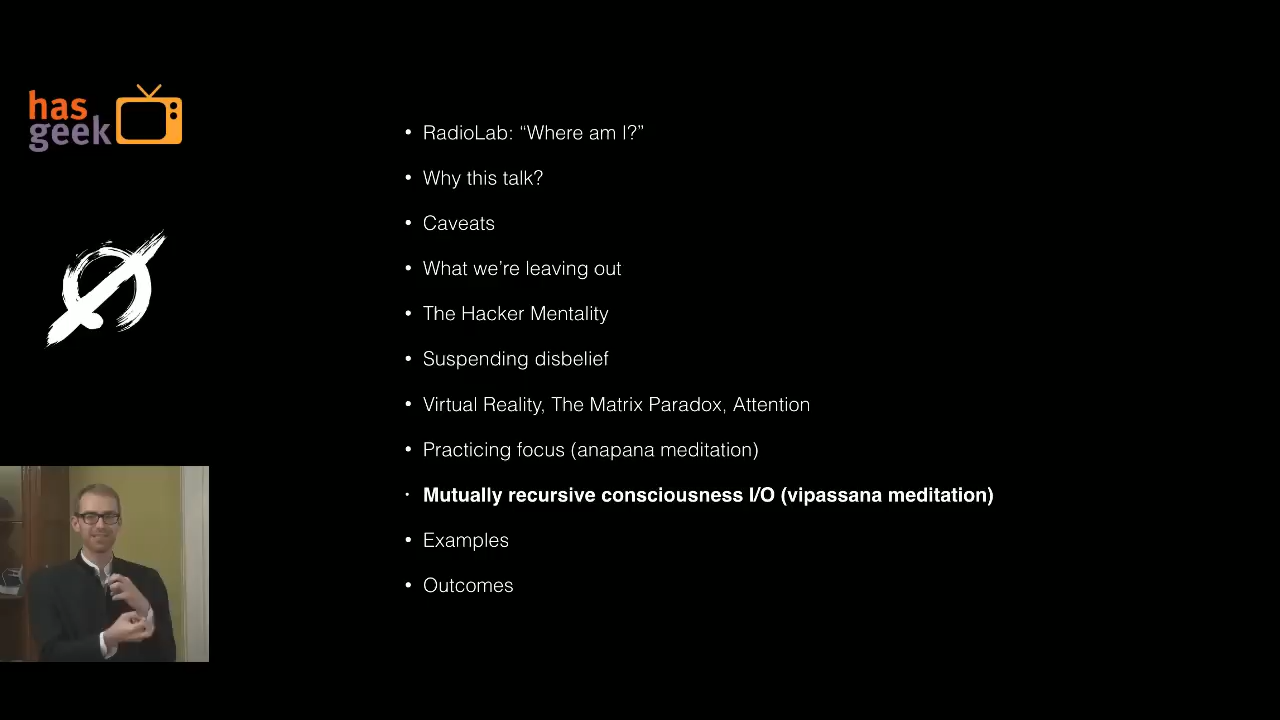 has
geek
• RadioLab: “Where am I?”
• Why this talk?
• Caveats
• What we’re leaving out
• The Hacker Mentality
• Suspending disbelief
• Virtual Reality, The Matrix Paradox, Attention
• Practicing focus (anapana meditation)
• Mutually recursive consciousness I/O (vipassana meditation)
• Examples
• Outcomes